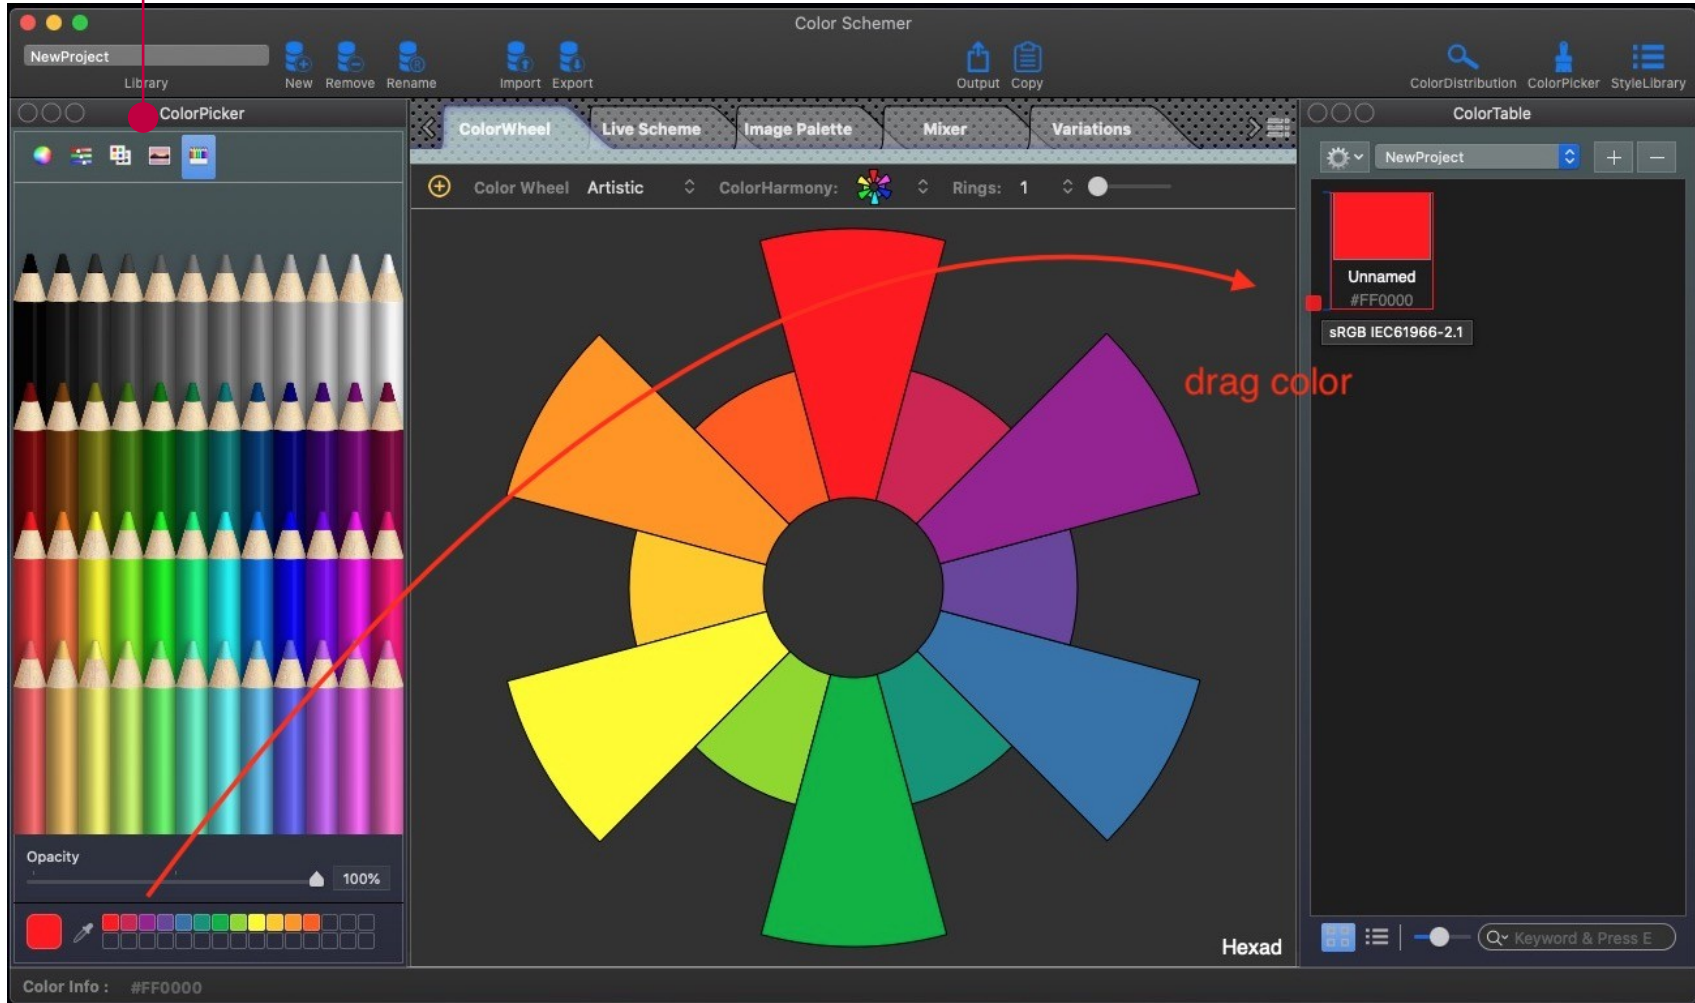 Color Schemer
NewProject
Library
New
Remove
Rename
Import
Export
Output
Copy
ColorDistribution
ColorPicker
StyleLibrary
ColorPicker
ColorWheel
Live Scheme
Image Palette
Mixer
Variations
ColorTable
NewProject
Color Wheel
Artistic
ColorHarmony:
Rings:
1
Unnamed
#FF0000
sRGB IEC61966-2.1
drag color
Opacity
100%
Hexad
Keyword & Press E
Color Info :
#FF0000